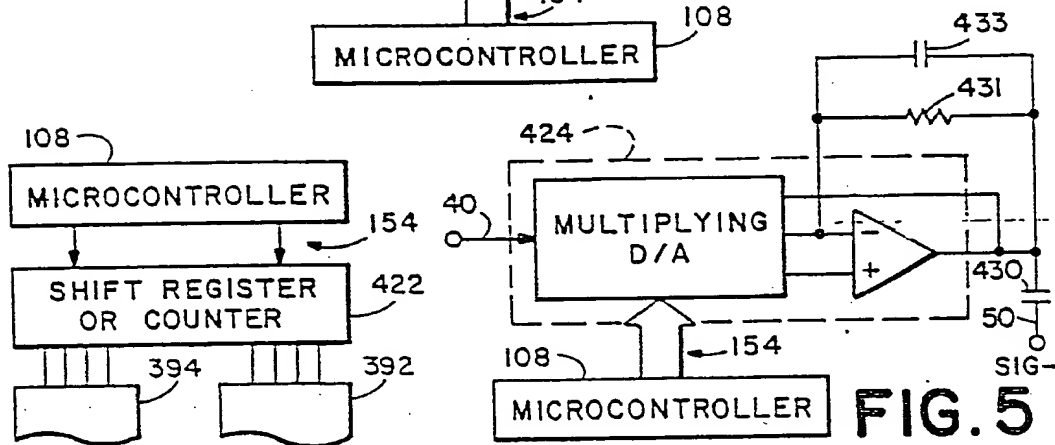 108
MICROCONTROLLER
433
431
424
108
MICROCONTROLLER
40
MULTIPLYING
D/A
-
+
154
SHIFT REGISTER
OR COUNTER
422
430
50
SIG-
394
392
154
108
MICROCONTROLLER
FIG. 5